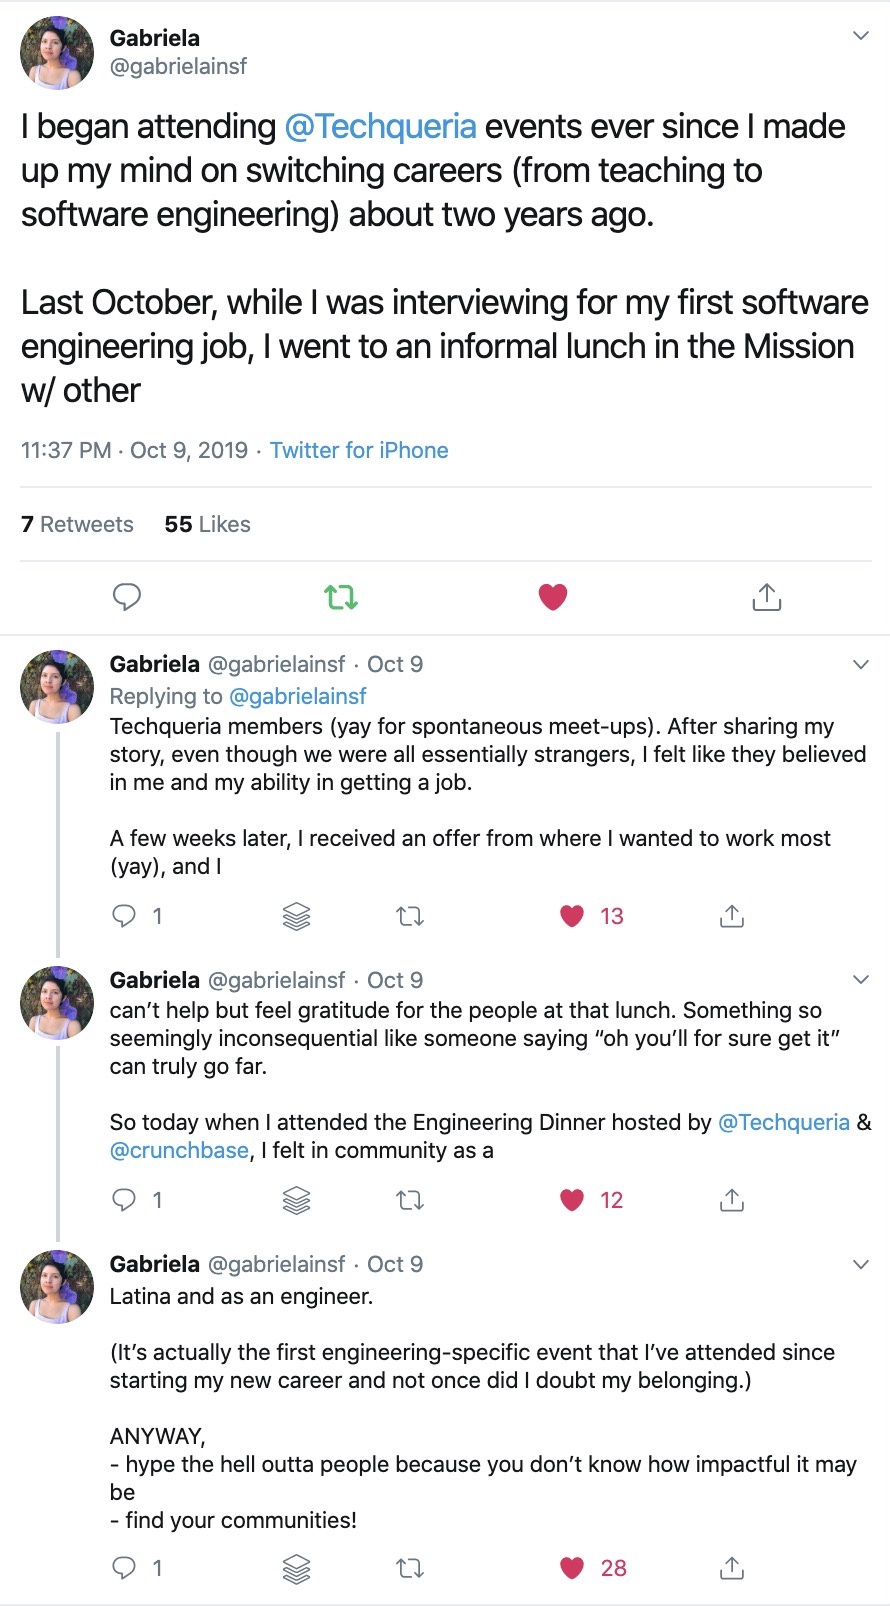 Gabriela
@gabrielainsf
I began attending @Techqueria events ever since I made
up my mind on switching careers (from teaching to
software engineering) about two years ago.
Last October, while I was interviewing for my first software
engineering job, I went to an informal lunch in the Mission
w/ other
11:37 PM · Oct 9, 2019 · Twitter for iPhone
7 Retweets 55 Likes
Gabriela @gabrielainsf · Oct 9
Replying to @gabrielainsf
Techqueria members (yay for spontaneous meet-ups). After sharing my
story, even though we were all essentially strangers, I felt like they believed
in me and my ability in getting a job.
A few weeks later, I received an offer from where I wanted to work most
(yay), and I
1 13
Gabriela @gabrielainsf · Oct 9
can’t help but feel gratitude for the people at that lunch. Something so
seemingly inconsequential like someone saying “oh you’ll for sure get it”
can truly go far.
So today when I attended the Engineering Dinner hosted by @Techqueria &
@crunchbase, I felt in community as a
1 12
Gabriela @gabrielainsf · Oct 9
Latina and as an engineer.
(It’s actually the first engineering-specific event that I’ve attended since
starting my new career and not once did I doubt my belonging.)
ANYWAY,
- hype the hell outta people because you don’t know how impactful it may
be
- find your communities!
1 28